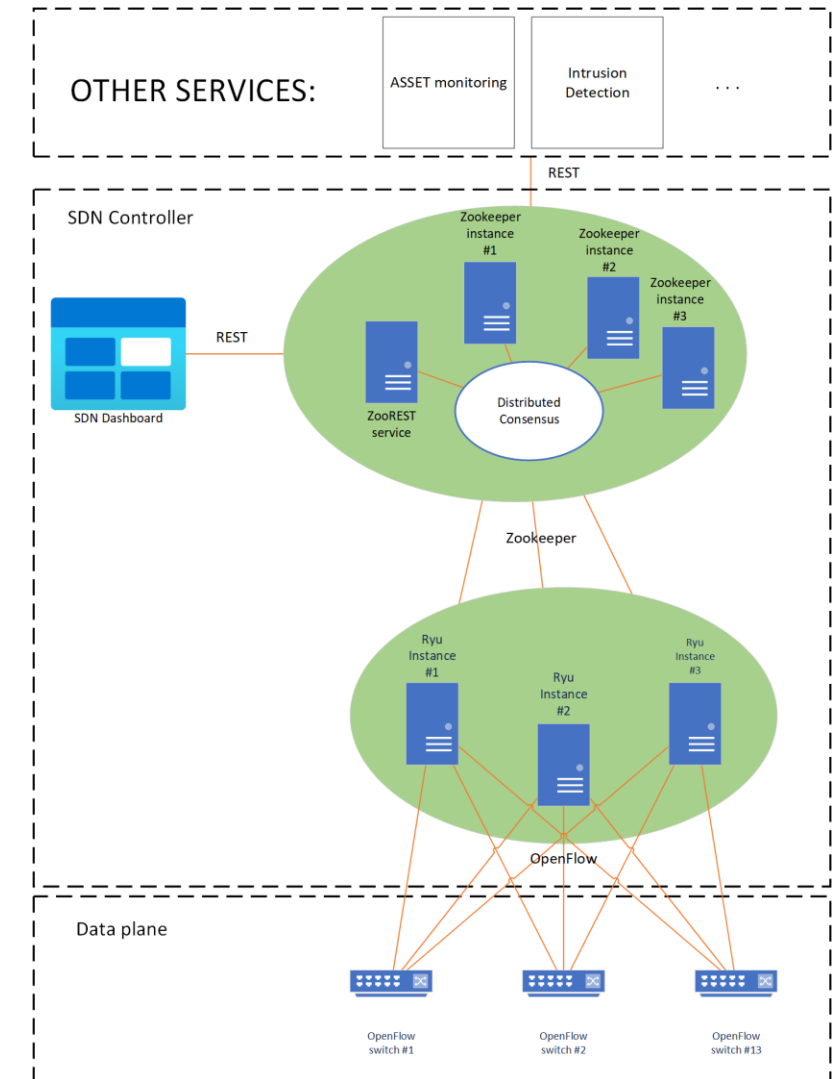 OTHER SERVICES:
ASSET monitoring
Intrusion
Detection
. . .
REST
SDN Controller
Zookeeper
instance
#1
Zookeeper
instance
#2
Zookeeper
instance
#3
REST
SDN Dashboard
ZooREST
service
Distributed
Consensus
Zookeeper
Ryu
Instance
#1
Ryu
Instance
#2
Ryu
Instance
#3
OpenFlow
Data plane
OpenFlow
switch #1
OpenFlow
switch #2
OpenFlow
switch #13